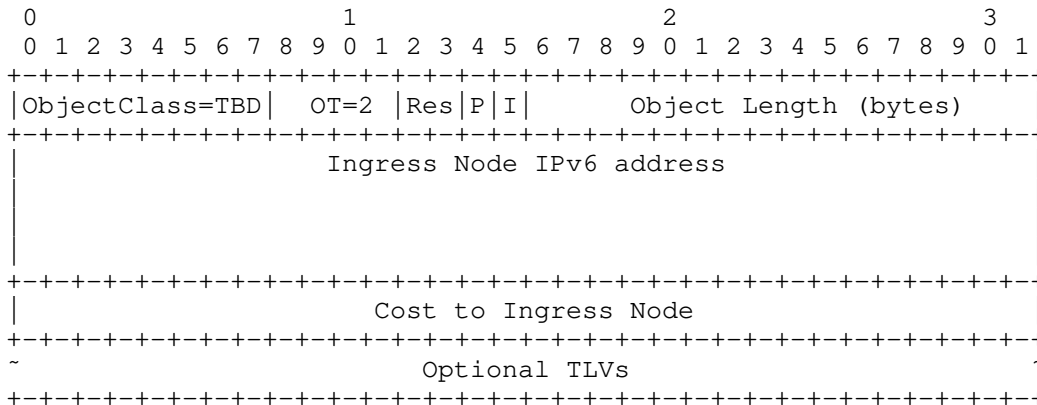 0                   1                   2                   3
 0 1 2 3 4 5 6 7 8 9 0 1 2 3 4 5 6 7 8 9 0 1 2 3 4 5 6 7 8 9 0 1
+-+-+-+-+-+-+-+-+-+-+-+-+-+-+-+-+-+-+-+-+-+-+-+-+-+-+-+-+-+-+-+--
|ObjectClass=TBD|  OT=2 |Res|P|I|      Object Length (bytes)
+-+-+-+-+-+-+-+-+-+-+-+-+-+-+-+-+-+-+-+-+-+-+-+-+-+-+-+-+-+-+-+--
|                   Ingress Node IPv6 address
|
|
|
+-+-+-+-+-+-+-+-+-+-+-+-+-+-+-+-+-+-+-+-+-+-+-+-+-+-+-+-+-+-+-+--
|                      Cost to Ingress Node
+-+-+-+-+-+-+-+-+-+-+-+-+-+-+-+-+-+-+-+-+-+-+-+-+-+-+-+-+-+-+-+--
~                         Optional TLVs                         ~
+-+-+-+-+-+-+-+-+-+-+-+-+-+-+-+-+-+-+-+-+-+-+-+-+-+-+-+-+-+-+-+--